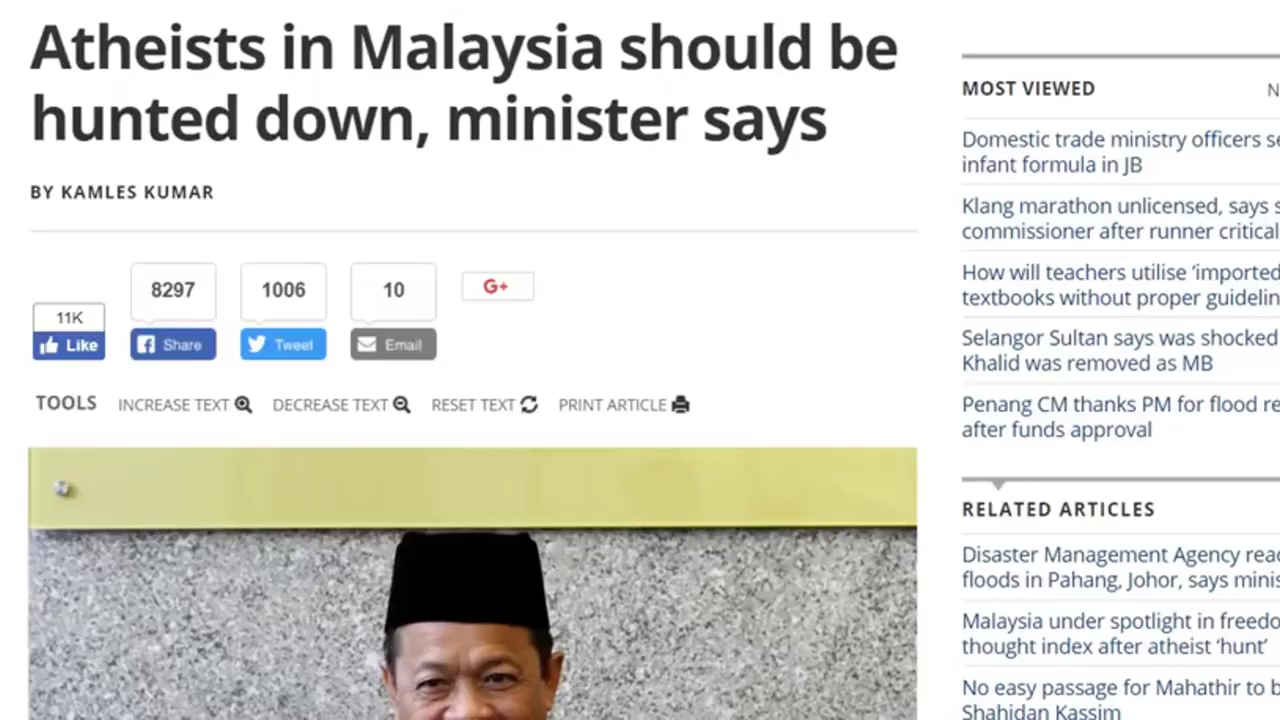 Atheists in Malaysia should be
hunted down, minister says
BY KAMLES KUMAR
11K
Like
8297
Share
1006
Tweet
10
Email
G+
TOOLS INCREASE TEXT DECREASE TEXT RESET TEXT PRINT ARTICLE
MOST VIEWED
Domestic trade ministry officers
infant formula in JB
Klang marathon unlicensed, says
commissioner after runner critical
How will teachers utilise ‘imported
textbooks without proper
Selangor Sultan says was shocked
Khalid was removed as MB
Penang CM thanks PM for flood
after funds approval
RELATED ARTICLES
Disaster Management Agency
floods in Pahang, Johor, says
Malaysia under spotlight in
thought index after atheist ‘hunt’
No easy passage for Mahathir to
Shahidan Kassim